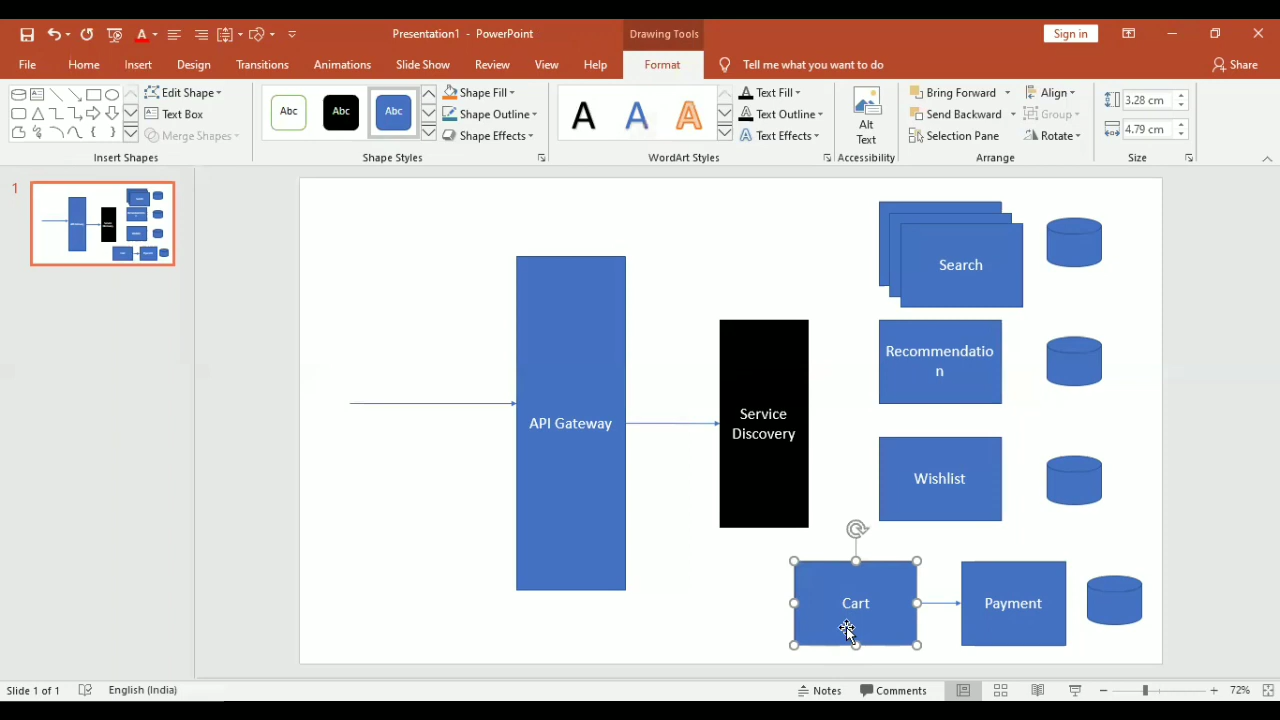 Presentation1 - PowerPoint
Drawing Tools
Sign in
File
Home
Insert
Design
Transitions
Animations
Slide Show
Review
View
Help
Format
Tell me what you want to do
Share
Edit Shape
Text Box
Merge Shapes
Insert Shapes
Abc
Abc
Abc
Shape Fill
Shape Outline
Shape Effects
Shape Styles
A
A
A
Text Fill
Text Outline
Text Effects
WordArt Styles
Alt
Text
Accessibility
Bring Forward
Send Backward
Selection Pane
Align
Group
Rotate
Arrange
3.28 cm
4.79 cm
Size
1
API Gateway
Service
Discovery
Search
Recommendatio
n
Wishlist
Cart
Payment
Slide 1 of 1
English (India)
Notes
Comments
72%